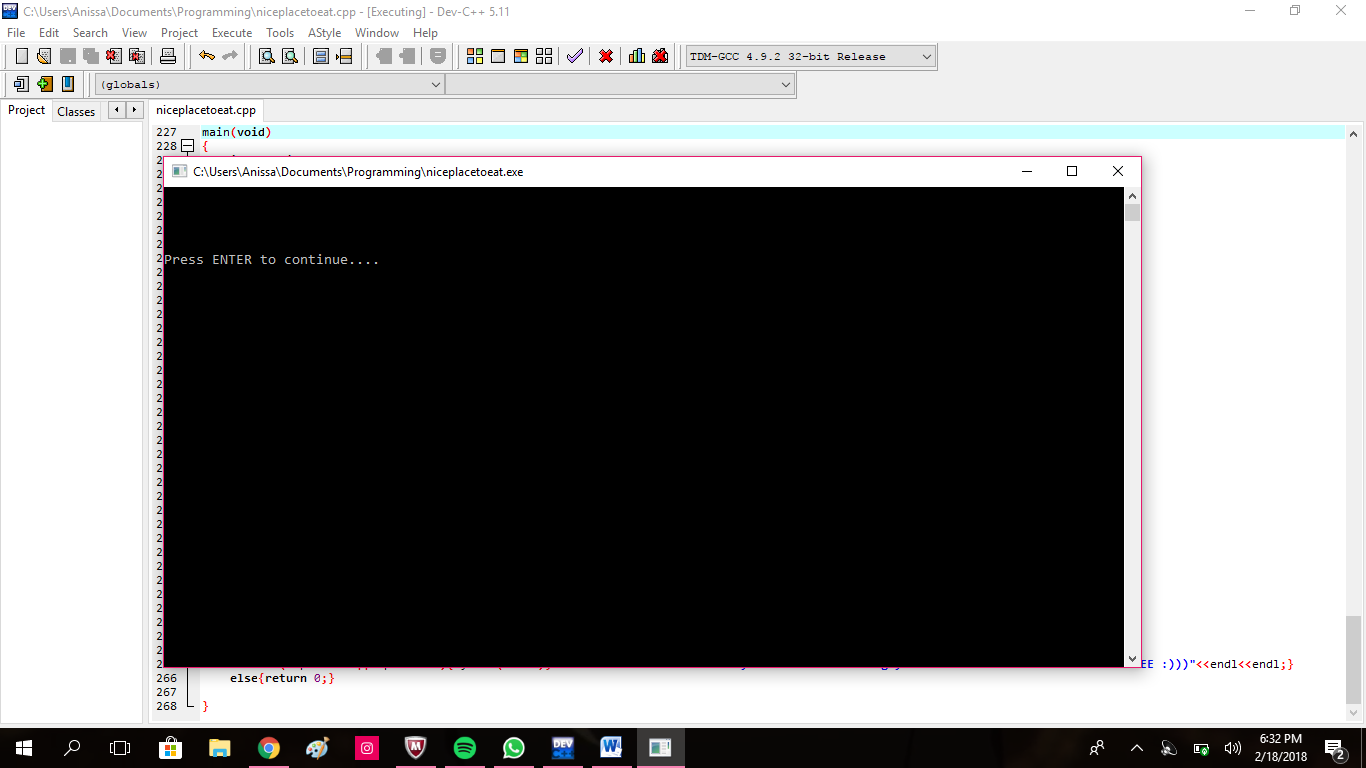 C:\Users\Anissa\Documents\Programming\niceplacetoeat.cpp - [Executing] - Dev-C++ 5.11
File Edit Search View Project Execute Tools AStyle Window Help
TDM-GCC 4.9.2 32-bit Release
(globals)
Project Classes niceplacetoeat.cpp
227 main(void)
228 {
C:\Users\Anissa\Documents\Programming\niceplacetoeat.exe
Press ENTER to continue....
EE :)))"<<endl<<endl;}
266 else{return 0;}
267
268 }
6:32 PM
2/18/2018
2